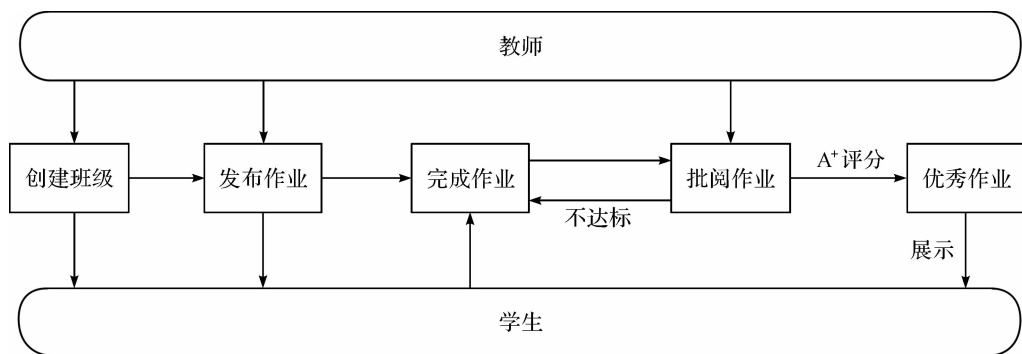 教师
创建班级
发布作业
完成作业
不达标
批阅作业
A⁺评分
优秀作业
展示
学生